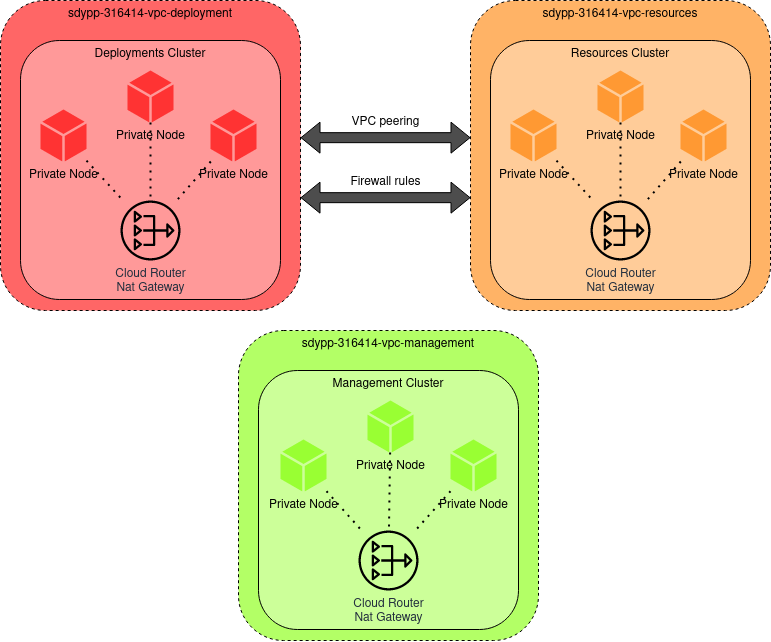 sdypp-316414-vpc-deployment
Deployments Cluster
Private Node
Private Node
Private Node
Cloud Router
Nat Gateway
VPC peering
Firewall rules
sdypp-316414-vpc-resources
Resources Cluster
Private Node
Private Node
Private Node
Cloud Router
Nat Gateway
sdypp-316414-vpc-management
Management Cluster
Private Node
Private Node
Private Node
Cloud Router
Nat Gateway